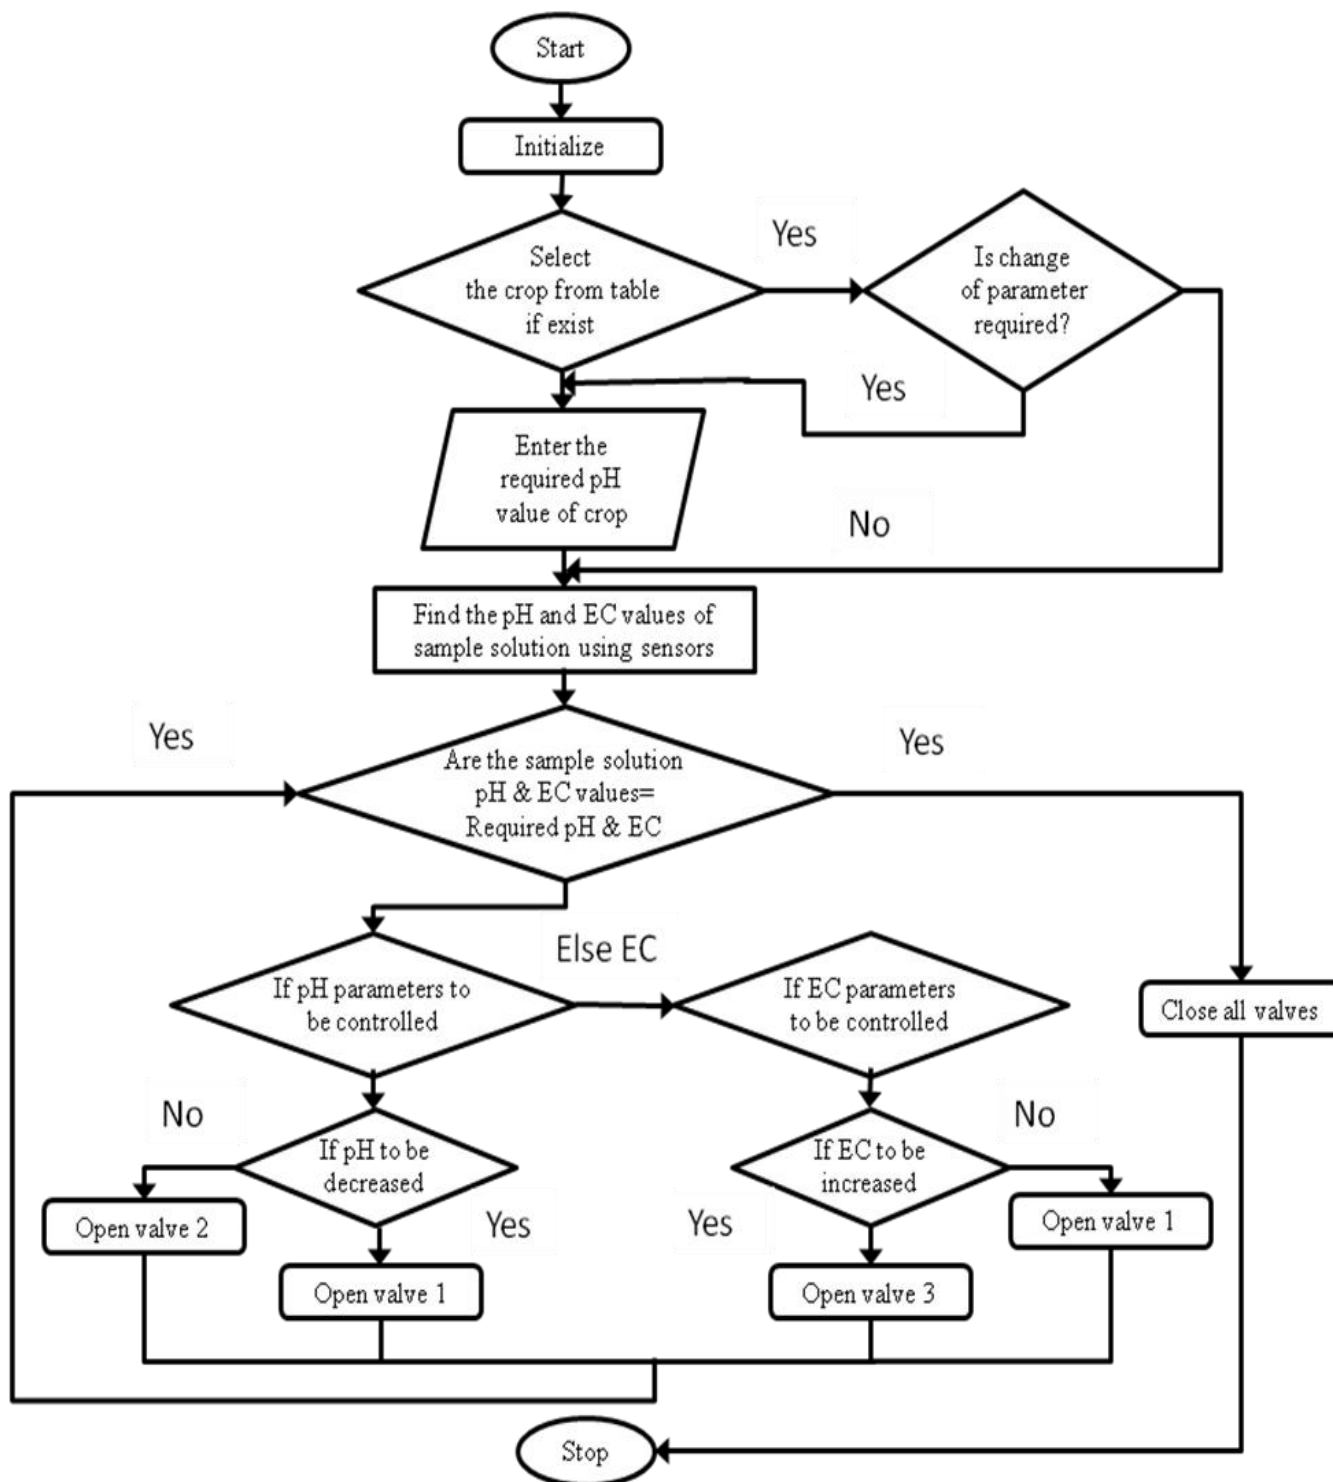 Start
Initialize
Select
the crop from table
if exist
Yes
Is change
of parameter
required?
Yes
Enter the
required pH
value of crop
No
Find the pH and EC values of
sample solution using sensors
Yes
Are the sample solution
pH & EC values=
Required pH & EC
Yes
If pH parameters to
be controlled
Else EC
If EC parameters
to be controlled
Close all valves
No
If pH to be
decreased
Yes
If EC to be
increased
No
Yes
Open valve 2
Open valve 1
Open valve 3
Open valve 1
Stop